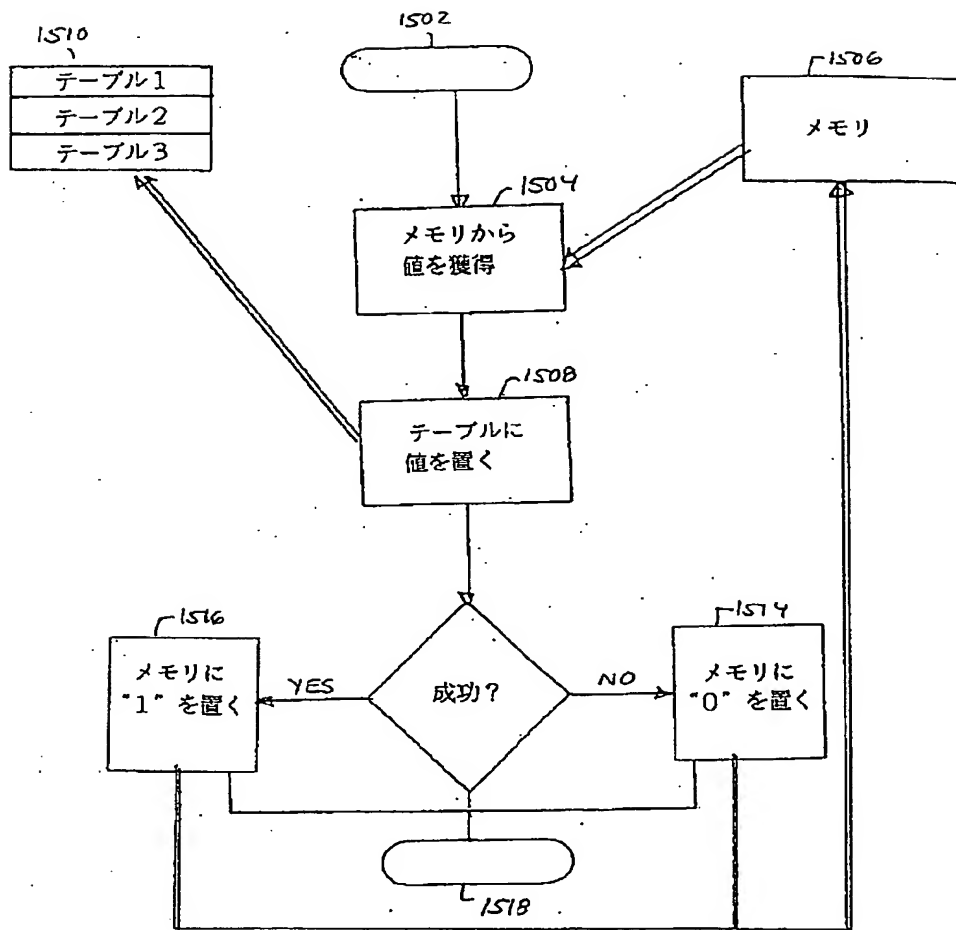 1502
1510
テーブル1
テーブル2
テーブル3
1506
メモリ
1504
メモリから
値を獲得
1508
テーブルに
値を置く
1516
メモリに
“1”を置く
YES
成功?
NO
1514
メモリに
“0”を置く
1518